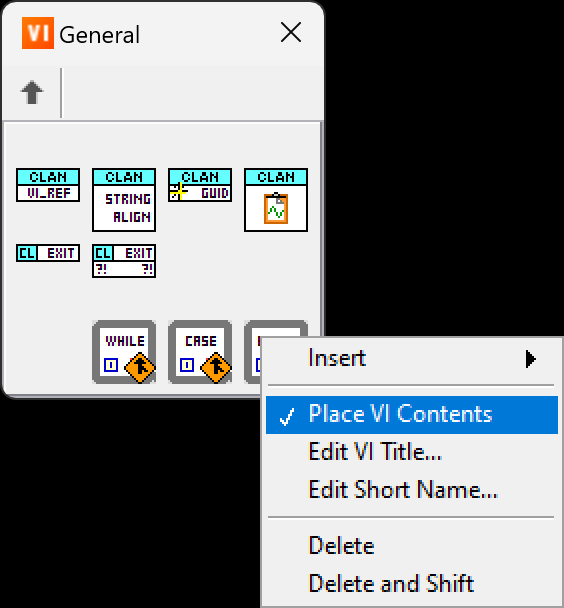 VI General
CLAN CLAN CLAN CLAN
VI_REF STRING GUID
ALIGN
CL EXIT CL EXIT
?! ?!
WHILE CASE
Insert
Place VI Contents
Edit VI Title...
Edit Short Name...
Delete
Delete and Shift